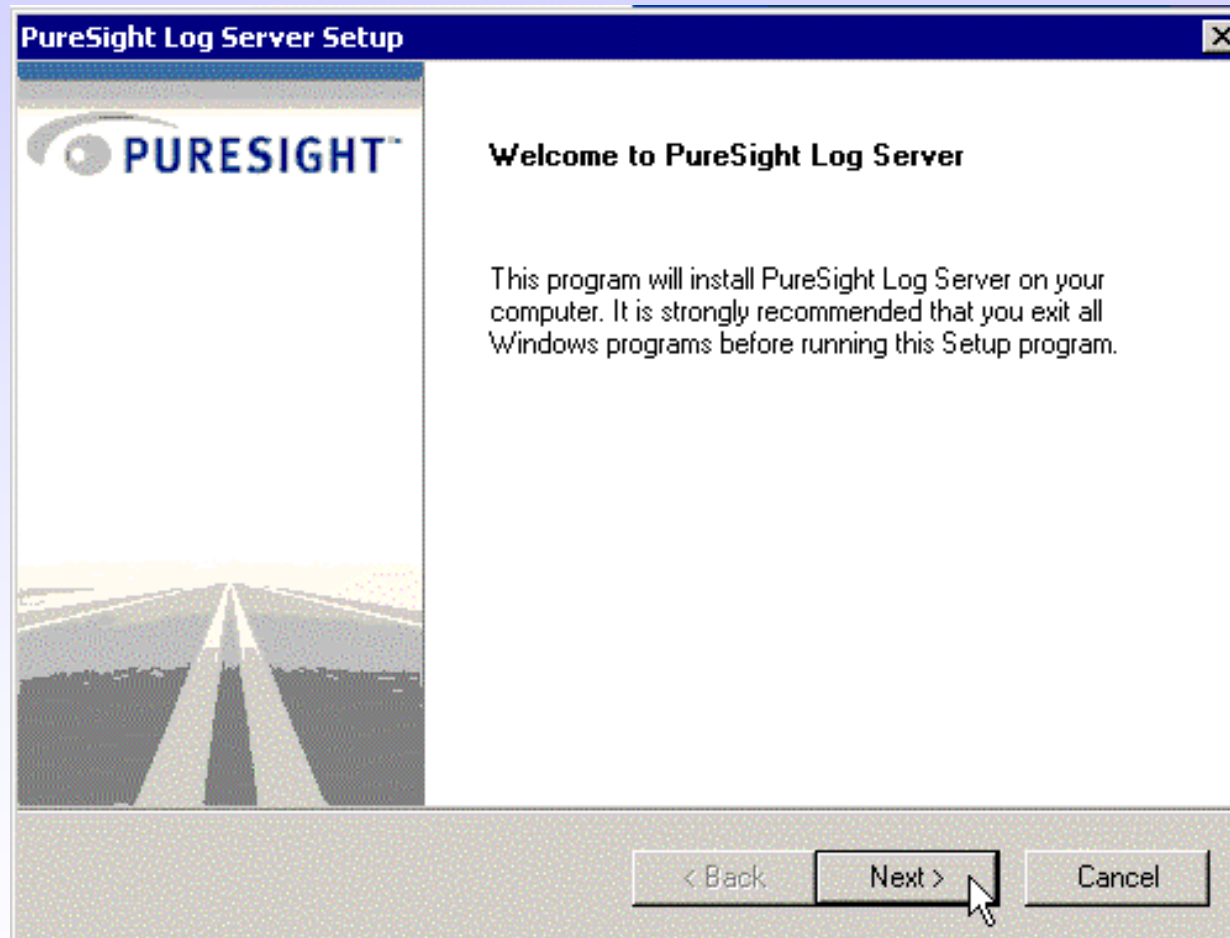 PureSight Log Server Setup
PURESIGHT™
Welcome to PureSight Log Server
This program will install PureSight Log Server on your
computer. It is strongly recommended that you exit all
Windows programs before running this Setup program.
< Back
Next >
Cancel